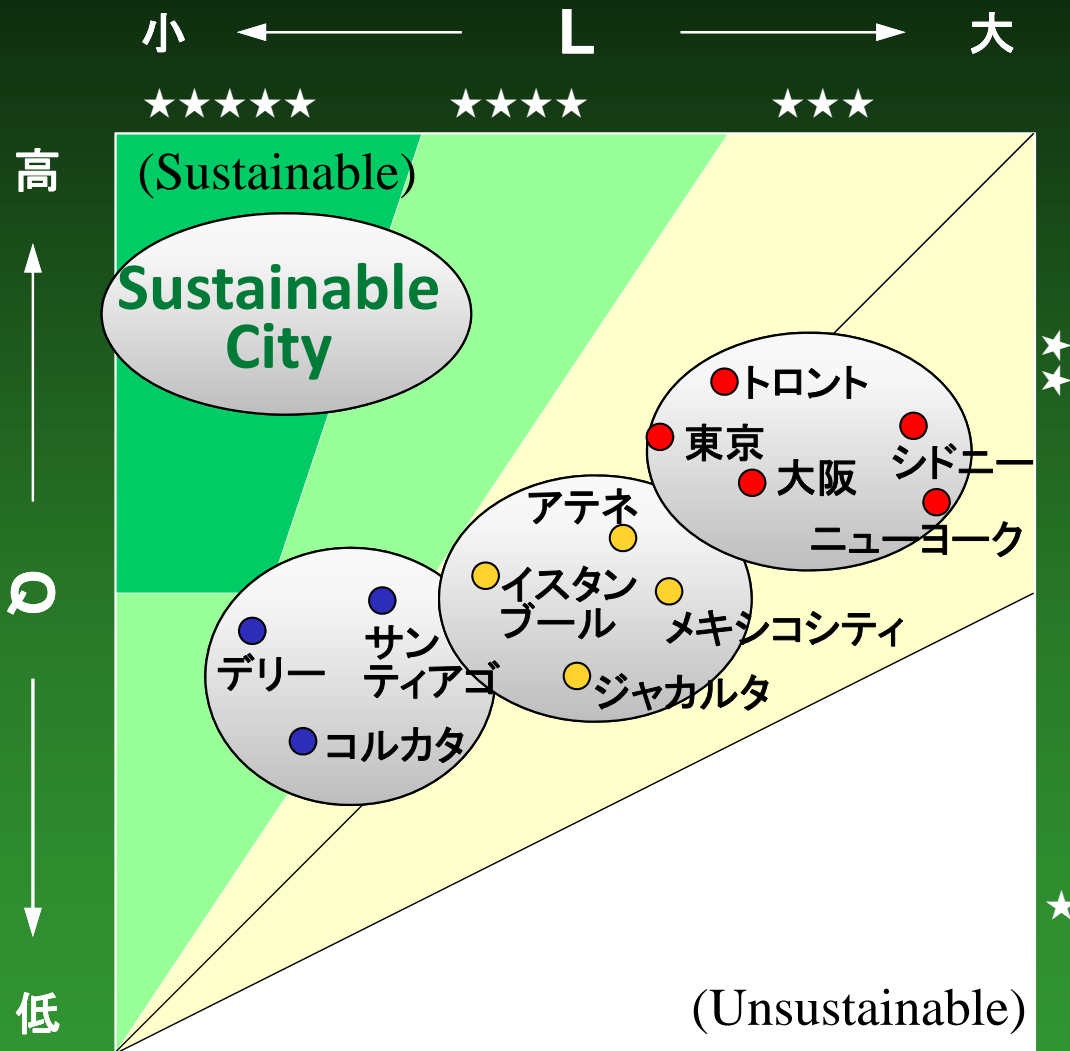 小 L 大
★★★★★ ★★★★ ★★★
高
(Sustainable)
Sustainable
City
★★
トロント
東京
シドニー
大阪
アテネ
ニューヨーク
イスタン
ブール
Q
サン
ティアゴ
メキシコシティ
デリー
ジャカルタ
コルカタ
★
低
(Unsustainable)